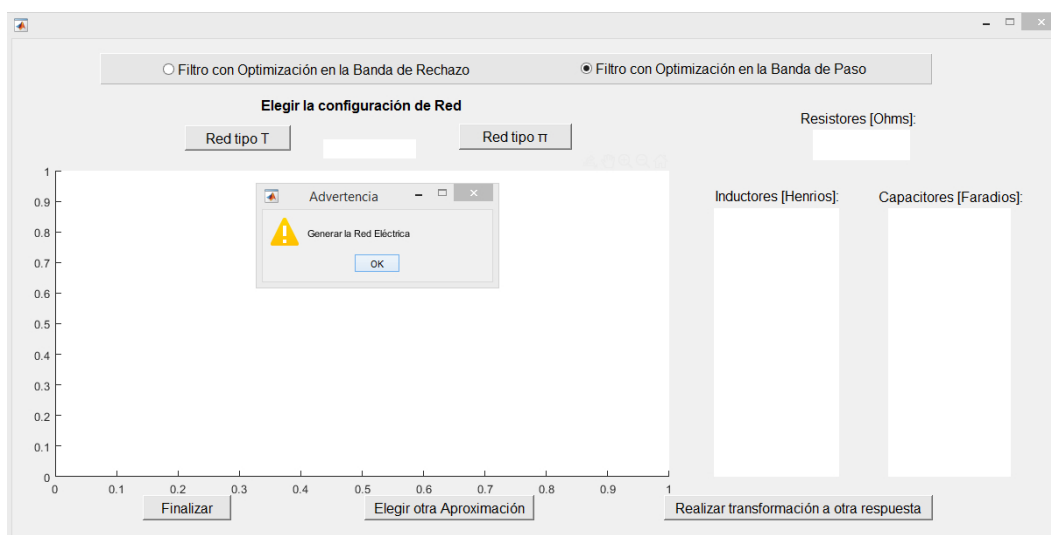 Filtro con Optimización en la Banda de Rechazo
Filtro con Optimización en la Banda de Paso
Elegir la configuración de Red
Red tipo T
Red tipo π
Resistores [Ohms]:
Inductores [Henrios]:
Capacitores [Faradios]:
Advertencia
Generar la Red Eléctrica
OK
1
0.9
0.8
0.7
0.6
0.5
0.4
0.3
0.2
0.1
0
0 0.1 0.2 0.3 0.4 0.5 0.6 0.7 0.8 0.9 1
Finalizar
Elegir otra Aproximación
Realizar transformación a otra respuesta